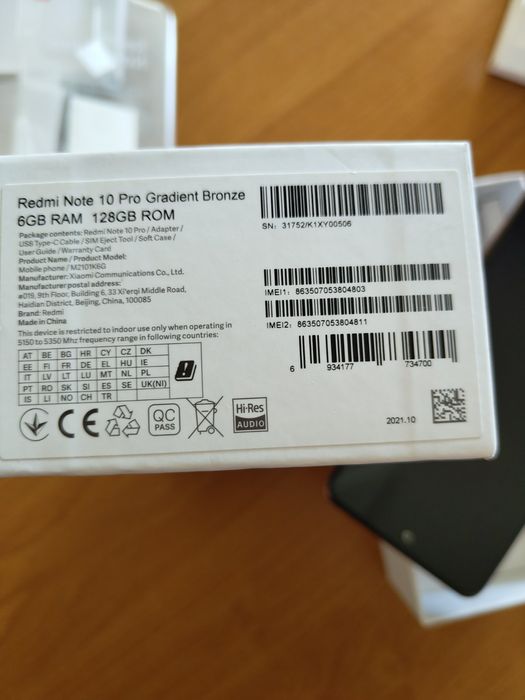 Redmi Note 10 Pro Gradient Bronze
6GB RAM 128GB ROM
Package contents: Redmi Note 10 Pro / Adapter /
USB Type-C Cable / SIM Eject Tool / Soft Case /
User Guide / Warranty Card
Product Name / Product Model:
Mobile phone / M2101K6G
Manufacturer: Xiaomi Communications Co., Ltd.
Manufacturer postal address:
#019, 9th Floor, Building 6, 33 Xi'erqi Middle Road,
Haidian District, Beijing, China, 100085
Brand: Redmi
Made in China
This device is restricted to indoor use only when operating in
5150 to 5350 Mhz frequency range in following countries:
AT BE BG HR CY CZ DK
EE FI FR DE EL HU IE
IT LV LT LU MT NL PL
PT RO SK SI ES SE UK(NI)
IS LI NO CH TR
CE
QC
PASS
Hi-Res
AUDIO
SN: 31752/K1XY00506
IMEI1: 863507053804803
IMEI2: 863507053804811
6 934177 734700
2021.10